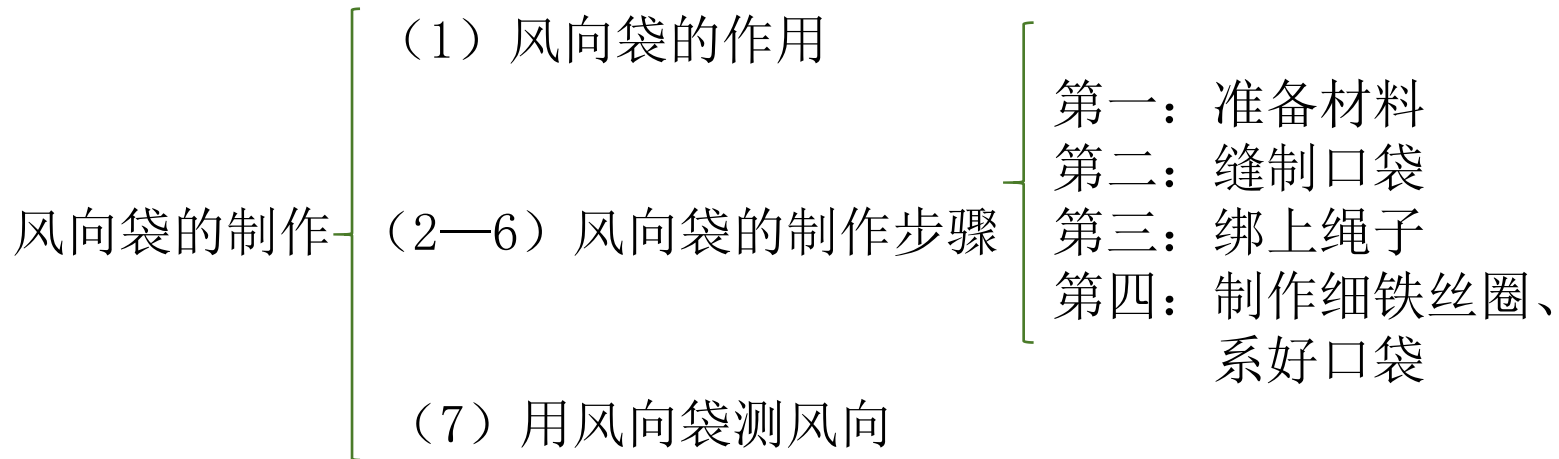 （1）风向袋的作用
第一：准备材料
第二：缝制口袋
风向袋的制作
（2—6）风向袋的制作步骤
第三：绑上绳子
第四：制作细铁丝圈、
系好口袋
（7）用风向袋测风向